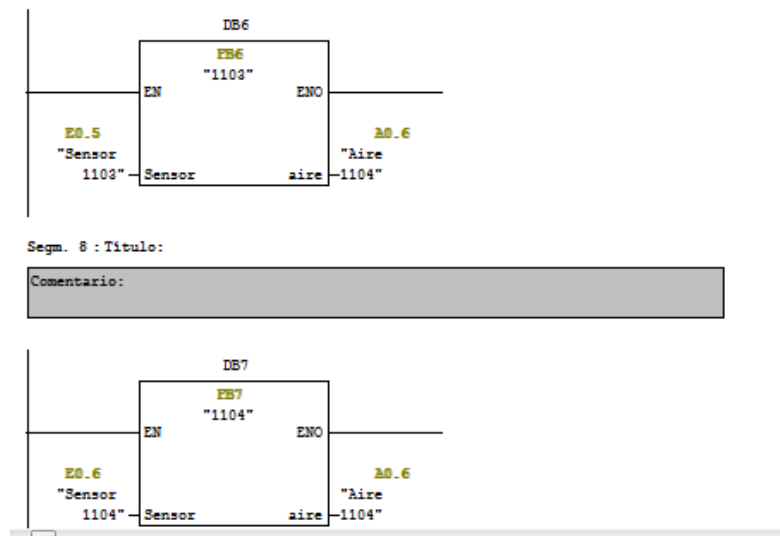 DB6
FB6
"1103"
EN ENO
E0.5 A0.6
"Sensor "Aire
1103" Sensor aire 1104"
Segm. 8 : Título:
Comentario:
DB7
FB7
"1104"
EN ENO
E0.6 A0.6
"Sensor "Aire
1104" Sensor aire 1104"